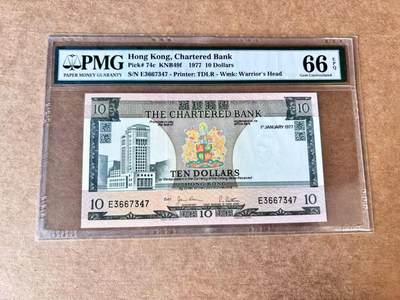 PMG
PAPER MONEY GUARANTY
Hong Kong, Chartered Bank
Pick# 74c KNB49f 1977 10 Dollars
S/N E3667347 - Printer: TDLR - Wmk: Warrior's Head
66 EPQ
Gem Uncirculated
THE CHARTERED BANK
1ST JANUARY 1977
TEN DOLLARS
HONG KONG
10 E3667347
10
E3667347 10